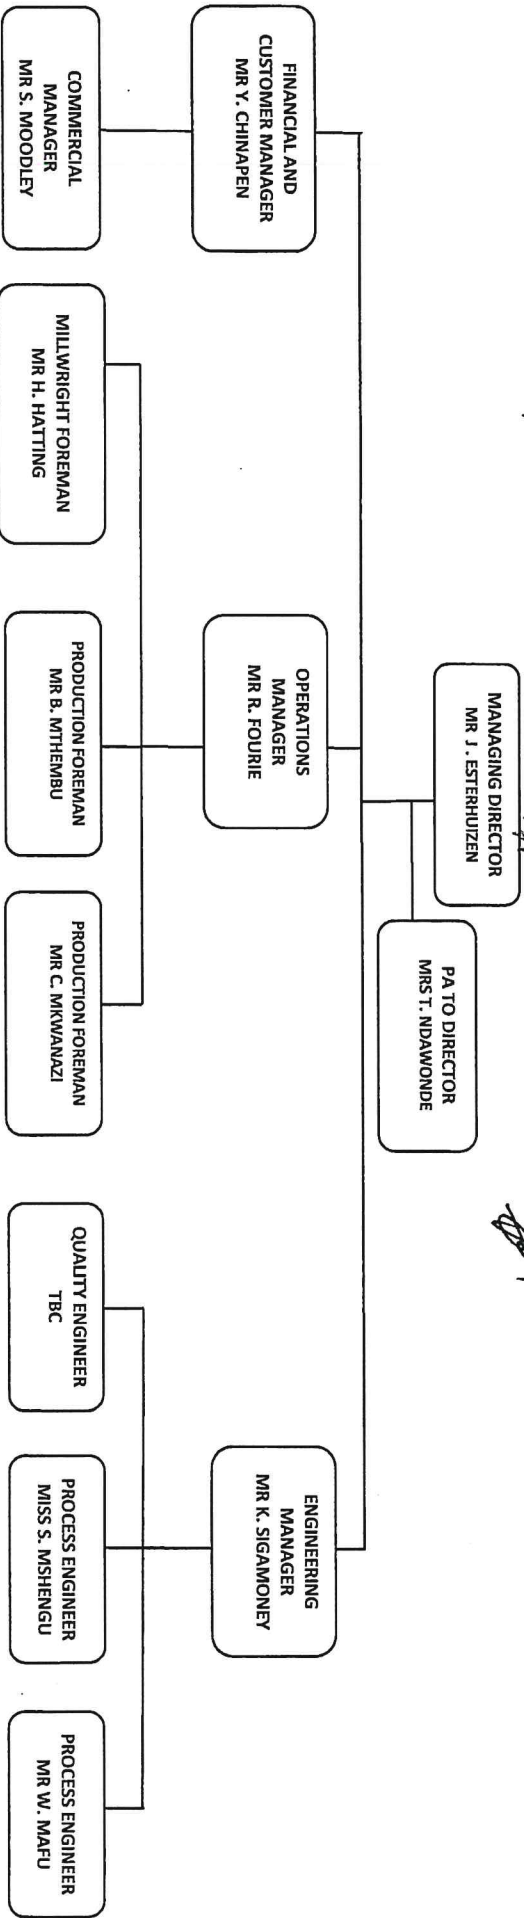 MANAGING DIRECTOR
MR J. ESTERHUIZEN
PA TO DIRECTOR
MRS T. NDAWONDE
FINANCIAL AND
CUSTOMER MANAGER
MR Y. CHINAPEN
OPERATIONS
MANAGER
MR R. FOURIE
ENGINEERING
MANAGER
MR K. SIGAMONEY
COMMERCIAL
MANAGER
MR S. MOODLEY
MILLWRIGHT FOREMAN
MR H. HATTING
PRODUCTION FOREMAN
MR B. MTHEMBU
PRODUCTION FOREMAN
MR C. MKWANAZI
QUALITY ENGINEER
TBC
PROCESS ENGINEER
MISS S. MSHENGU
PROCESS ENGINEER
MR W. MAFU